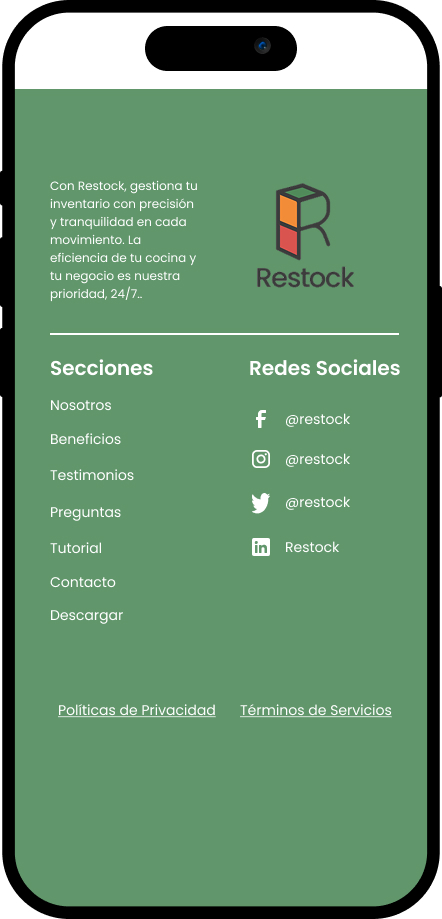 Con Restock, gestiona tu
inventario con precisión
y tranquilidad en cada
movimiento. La
eficiencia de tu cocina y
tu negocio es nuestra
prioridad, 24/7..
Restock
Secciones
Nosotros
Beneficios
Testimonios
Preguntas
Tutorial
Contacto
Descargar
Redes Sociales
@restock
@restock
@restock
Restock
Políticas de Privacidad
Términos de Servicios